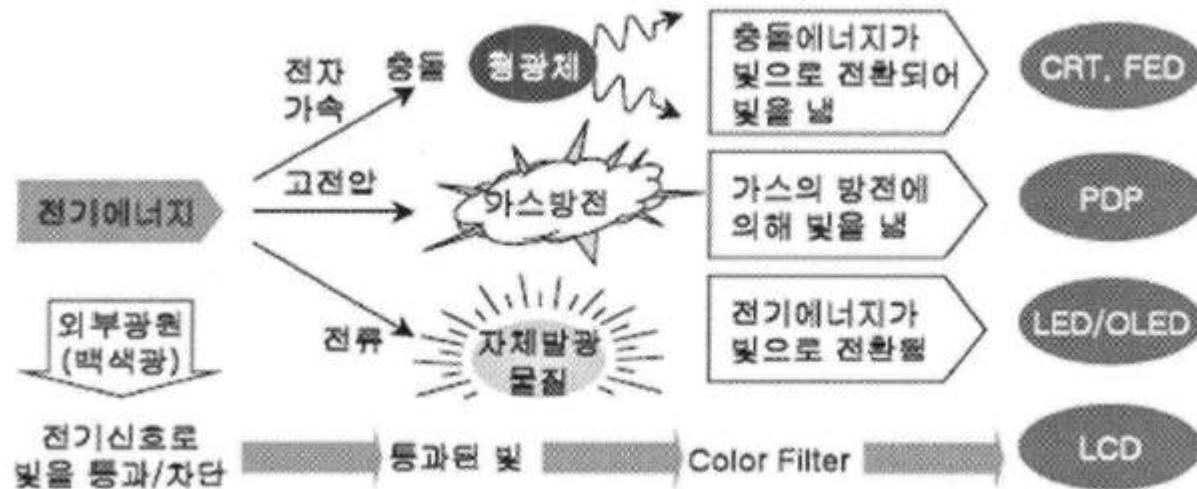 전자
가속
충돌
형광체
충돌에너지가
빛으로 전환되어
빛을 냄
CRT, FED
전기에너지
고전압
가스방전
가스의 방전에
의해 빛을 냄
PDP
외부광원
(백색광)
전류
자체발광
물질
전기에너지가
빛으로 전환됨
LED/OLED
전기신호로
빛을 통과/차단
통과된 빛
Color Filter
LCD